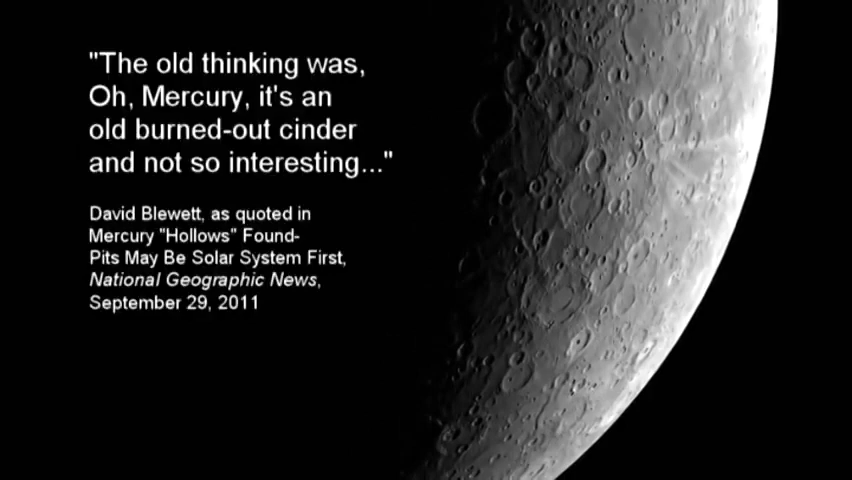 "The old thinking was,
Oh, Mercury, it's an
old burned-out cinder
and not so interesting..."
David Blewett, as quoted in
Mercury "Hollows" Found-
Pits May Be Solar System First,
National Geographic News,
September 29, 2011